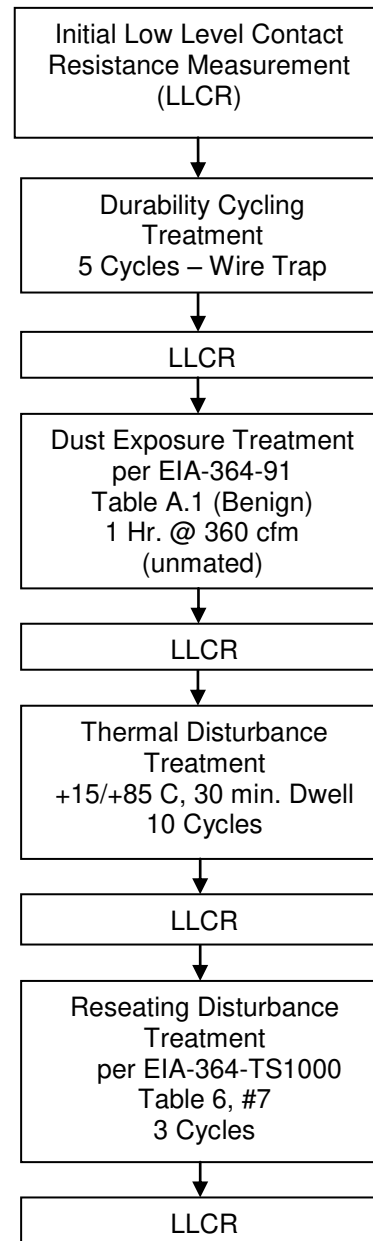 Initial Low Level Contact
Resistance Measurement
(LLCR)
Durability Cycling
Treatment
5 Cycles – Wire Trap
LLCR
Dust Exposure Treatment
per EIA-364-91
Table A.1 (Benign)
1 Hr. @ 360 cfm
(unmated)
LLCR
Thermal Disturbance
Treatment
+15/+85 C, 30 min. Dwell
10 Cycles
LLCR
Reseating Disturbance
Treatment
per EIA-364-TS1000
Table 6, #7
3 Cycles
LLCR